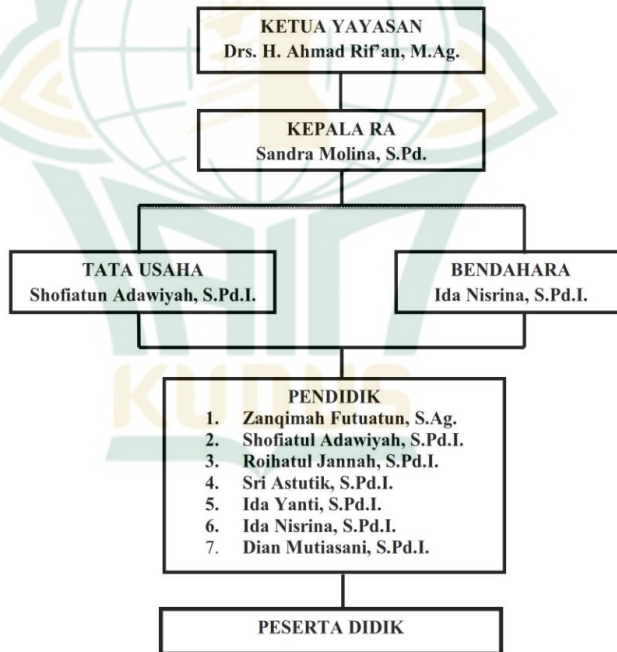 KETUA YAYASAN
Drs. H. Ahmad Rif'an, M.Ag.
KEPALA RA
Sandra Molina, S.Pd.
TATA USAHA
Shofiatun Adawiyah, S.Pd.I.
BENDAHARA
Ida Nisrina, S.Pd.I.
PENDIDIK
1. Zanqimah Futuatun, S.Ag.
2. Shofiatul Adawiyah, S.Pd.I.
3. Roihatul Jannah, S.Pd.I.
4. Sri Astutik, S.Pd.I.
5. Ida Yanti, S.Pd.I.
6. Ida Nisrina, S.Pd.I.
7. Dian Mutiasani, S.Pd.I.
PESERTA DIDIK
KUDUS